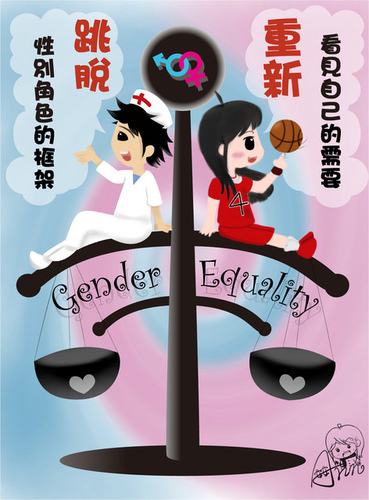 跳脫
性別角色的框架
重新
看見自己的需要
4
Gender Equality